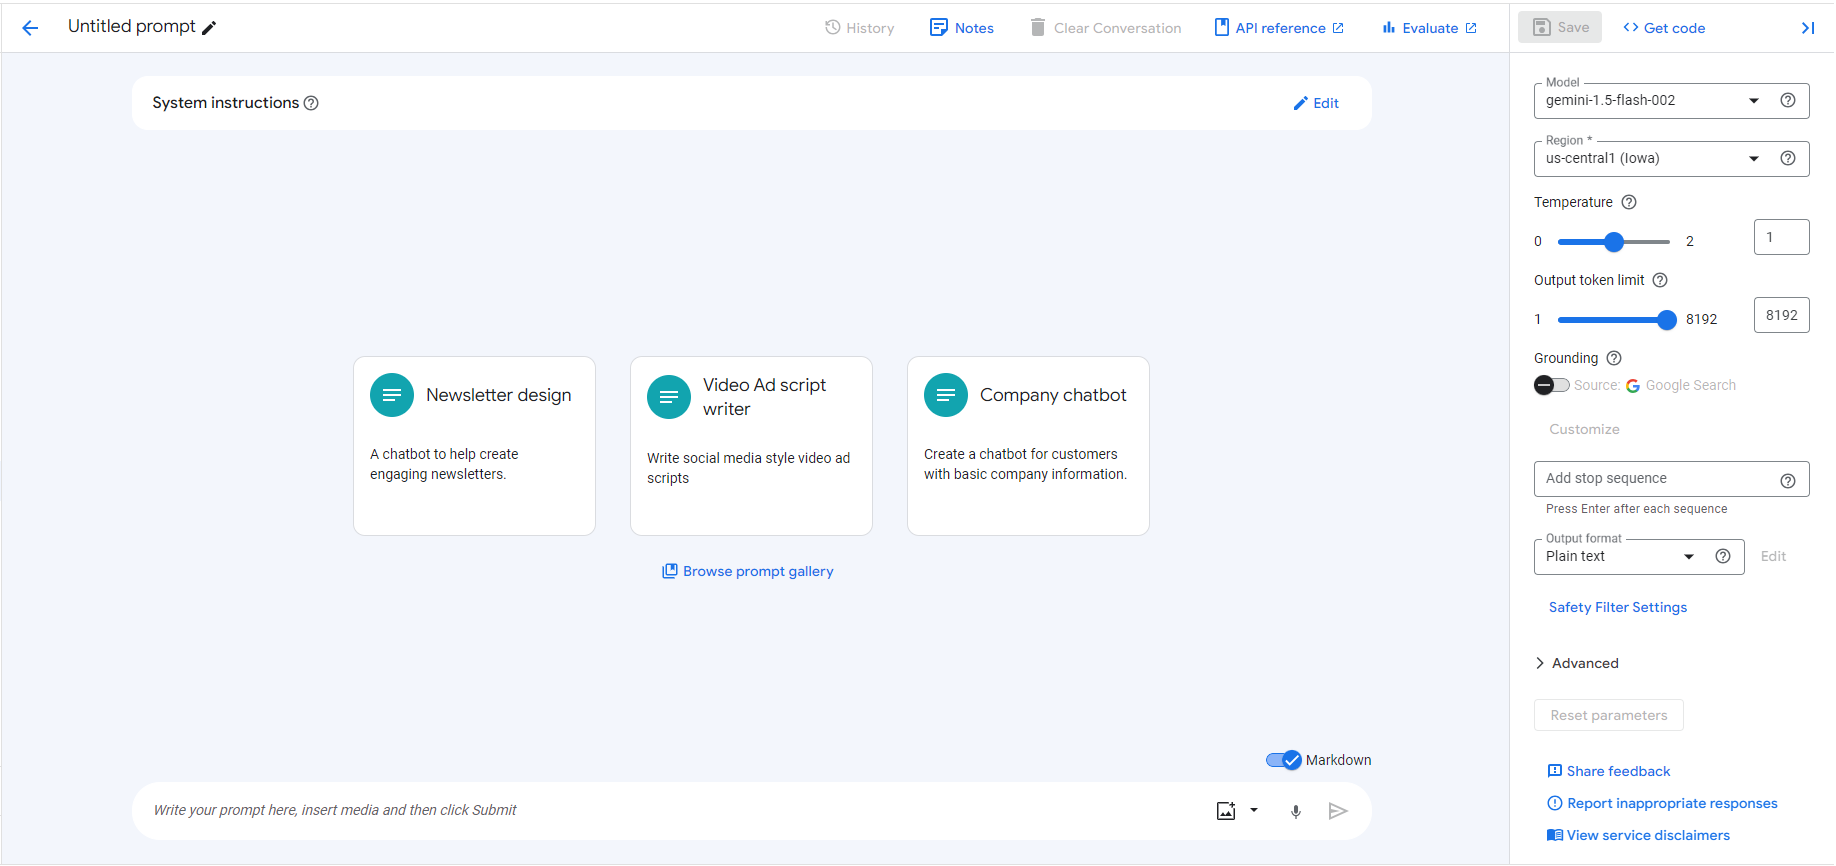 Untitled prompt
History
Notes
Clear Conversation
API reference
Evaluate
Save
Get code
System instructions
Edit
Newsletter design
A chatbot to help create
engaging newsletters.
Video Ad script
writer
Write social media style video ad
scripts
Company chatbot
Create a chatbot for customers
with basic company information.
Browse prompt gallery
Markdown
Write your prompt here, insert media and then click Submit
Model
gemini-1.5-flash-002
Region *
us-central1 (Iowa)
Temperature
0 2 1
Output token limit
1 8192 8192
Grounding
Source: Google Search
Customize
Add stop sequence
Press Enter after each sequence
Output format
Plain text
Edit
Safety Filter Settings
Advanced
Reset parameters
Share feedback
Report inappropriate responses
View service disclaimers